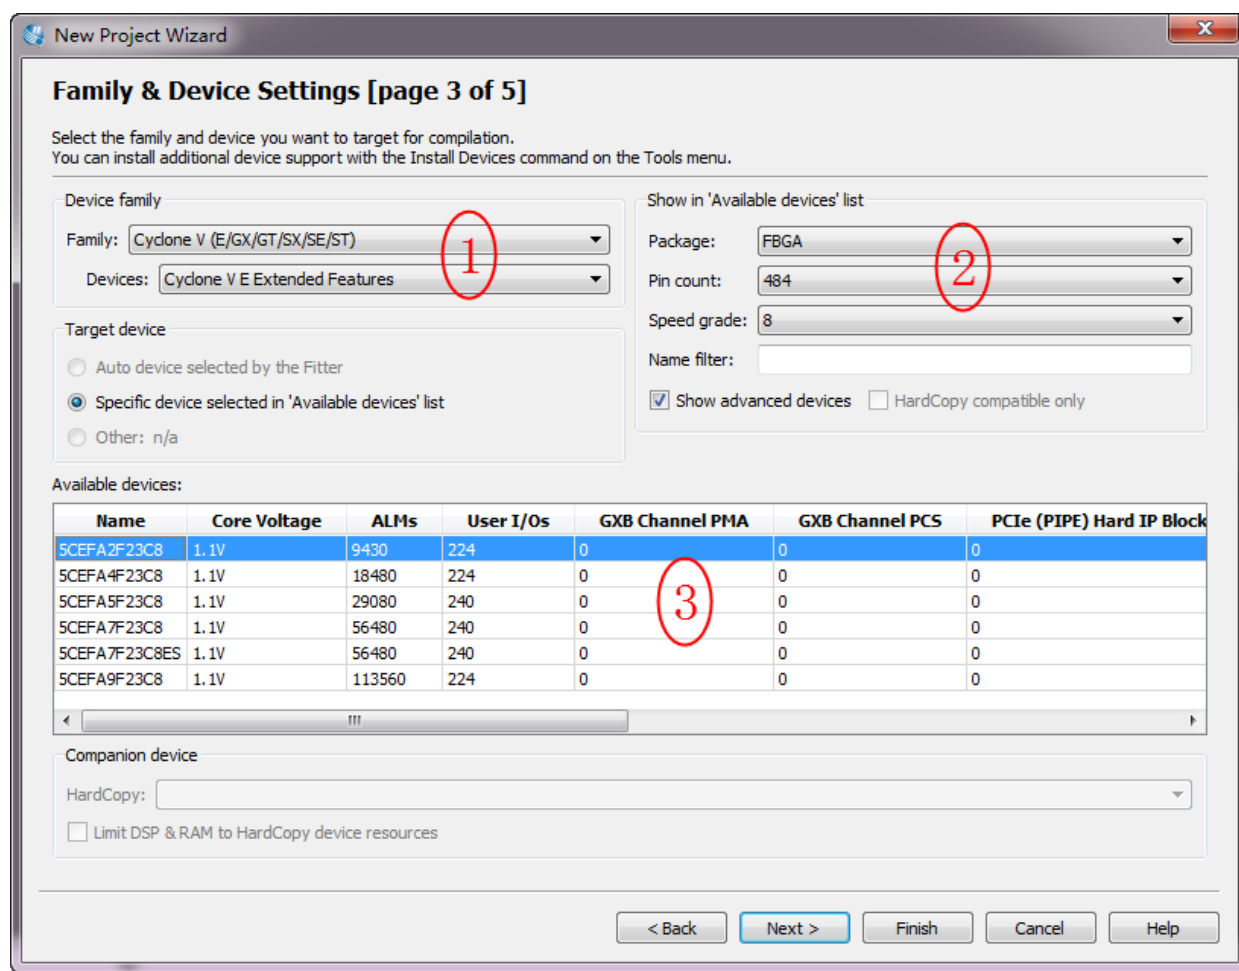 New Project Wizard
Family & Device Settings [page 3 of 5]
Select the family and device you want to target for compilation.
You can install additional device support with the Install Devices command on the Tools menu.
Device family
Family: Cyclone V (E/GX/GT/SX/SE/ST)
Devices: Cyclone V E Extended Features
1
Target device
Auto device selected by the Fitter
Specific device selected in 'Available devices' list
Other: n/a
Show in 'Available devices' list
Package: FBGA
Pin count: 484
2
Speed grade: 8
Name filter:
Show advanced devices HardCopy compatible only
Available devices:
Name Core Voltage ALMs User I/Os GXB Channel PMA GXB Channel PCS PCIe (PIPE) Hard IP Block
5CEFA2F23C8 1.1V 9430 224 0 0 0
5CEFA4F23C8 1.1V 18480 224 0 0 0
5CEFA5F23C8 1.1V 29080 240 0 0 0
5CEFA7F23C8 1.1V 56480 240 0 0 0
5CEFA7F23C8ES 1.1V 56480 240 0 0 0
5CEFA9F23C8 1.1V 113560 224 0 0 0
3
Companion device
HardCopy:
Limit DSP & RAM to HardCopy device resources
< Back Next > Finish Cancel Help